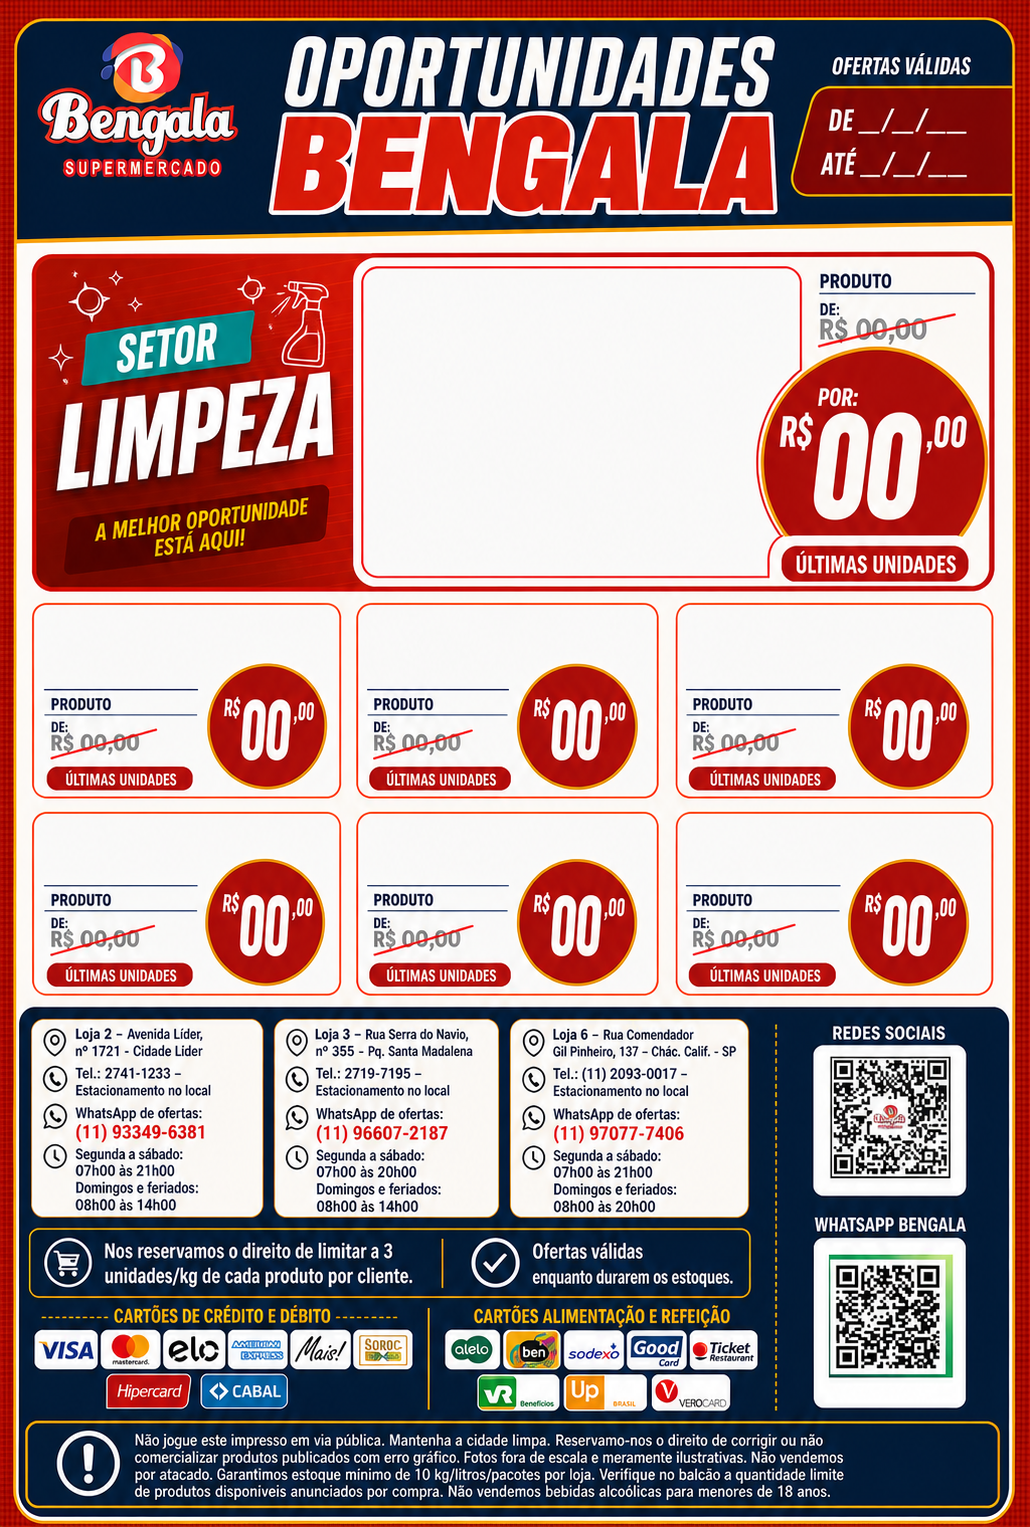 B
Bengala
SUPERMERCADO
OPORTUNIDADES
BENGALA
OFERTAS VÁLIDAS
DE __/__/__
ATÉ __/__/__
SETOR
LIMPEZA
A MELHOR OPORTUNIDADE
ESTÁ AQUI!
PRODUTO
DE:
R$ 00,00
POR:
R$ 00,00
ÚLTIMAS UNIDADES
PRODUTO
DE:
R$ 00,00
ÚLTIMAS UNIDADES
R$ 00,00
PRODUTO
DE:
R$ 00,00
ÚLTIMAS UNIDADES
R$ 00,00
PRODUTO
DE:
R$ 00,00
ÚLTIMAS UNIDADES
R$ 00,00
PRODUTO
DE:
R$ 00,00
ÚLTIMAS UNIDADES
R$ 00,00
PRODUTO
DE:
R$ 00,00
ÚLTIMAS UNIDADES
R$ 00,00
PRODUTO
DE:
R$ 00,00
ÚLTIMAS UNIDADES
R$ 00,00
Loja 2 – Avenida Líder,
nº 1721 - Cidade Lider
Tel.: 2741-1233 –
Estacionamento no local
WhatsApp de ofertas:
(11) 93349-6381
Segunda a sábado:
07h00 às 21h00
Domingos e feriados:
08h00 às 14h00
Loja 3 – Rua Serra do Navio,
nº 355 - Pq. Santa Madalena
Tel.: 2719-7195 –
Estacionamento no local
WhatsApp de ofertas:
(11) 96607-2187
Segunda a sábado:
07h00 às 20h00
Domingos e feriados:
08h00 às 14h00
Loja 6 – Rua Comendador
Gil Pinheiro, 137 – Chác. Calif. - SP
Tel.: (11) 2093-0017 –
Estacionamento no local
WhatsApp de ofertas:
(11) 97077-7406
Segunda a sábado:
07h00 às 21h00
Domingos e feriados:
08h00 às 20h00
REDES SOCIAIS
Bengala
WHATSAPP BENGALA
Nos reservamos o direito de limitar a 3
unidades/kg de cada produto por cliente.
Ofertas válidas
enquanto durarem os estoques.
CARTÕES DE CRÉDITO E DÉBITO
VISA mastercard. elo AMERICAN EXPRESS Mais! SOROC
Hipercard CABAL
CARTÕES ALIMENTAÇÃO E REFEIÇÃO
alelo ben sodexo Good Card Ticket Restaurant
VR Benefícios Up BRASIL V VEROCARD
Não jogue este impresso em via pública. Mantenha a cidade limpa. Reservamo-nos o direito de corrigir ou não
comercializar produtos publicados com erro gráfico. Fotos fora de escala e meramente ilustrativas. Não vendemos
por atacado. Garantimos estoque mínimo de 10 kg/litros/pacotes por loja. Verifique no balcão a quantidade limite
de produtos disponiveis anunciados por compra. Não vendemos bebidas alcoólicas para menores de 18 anos.